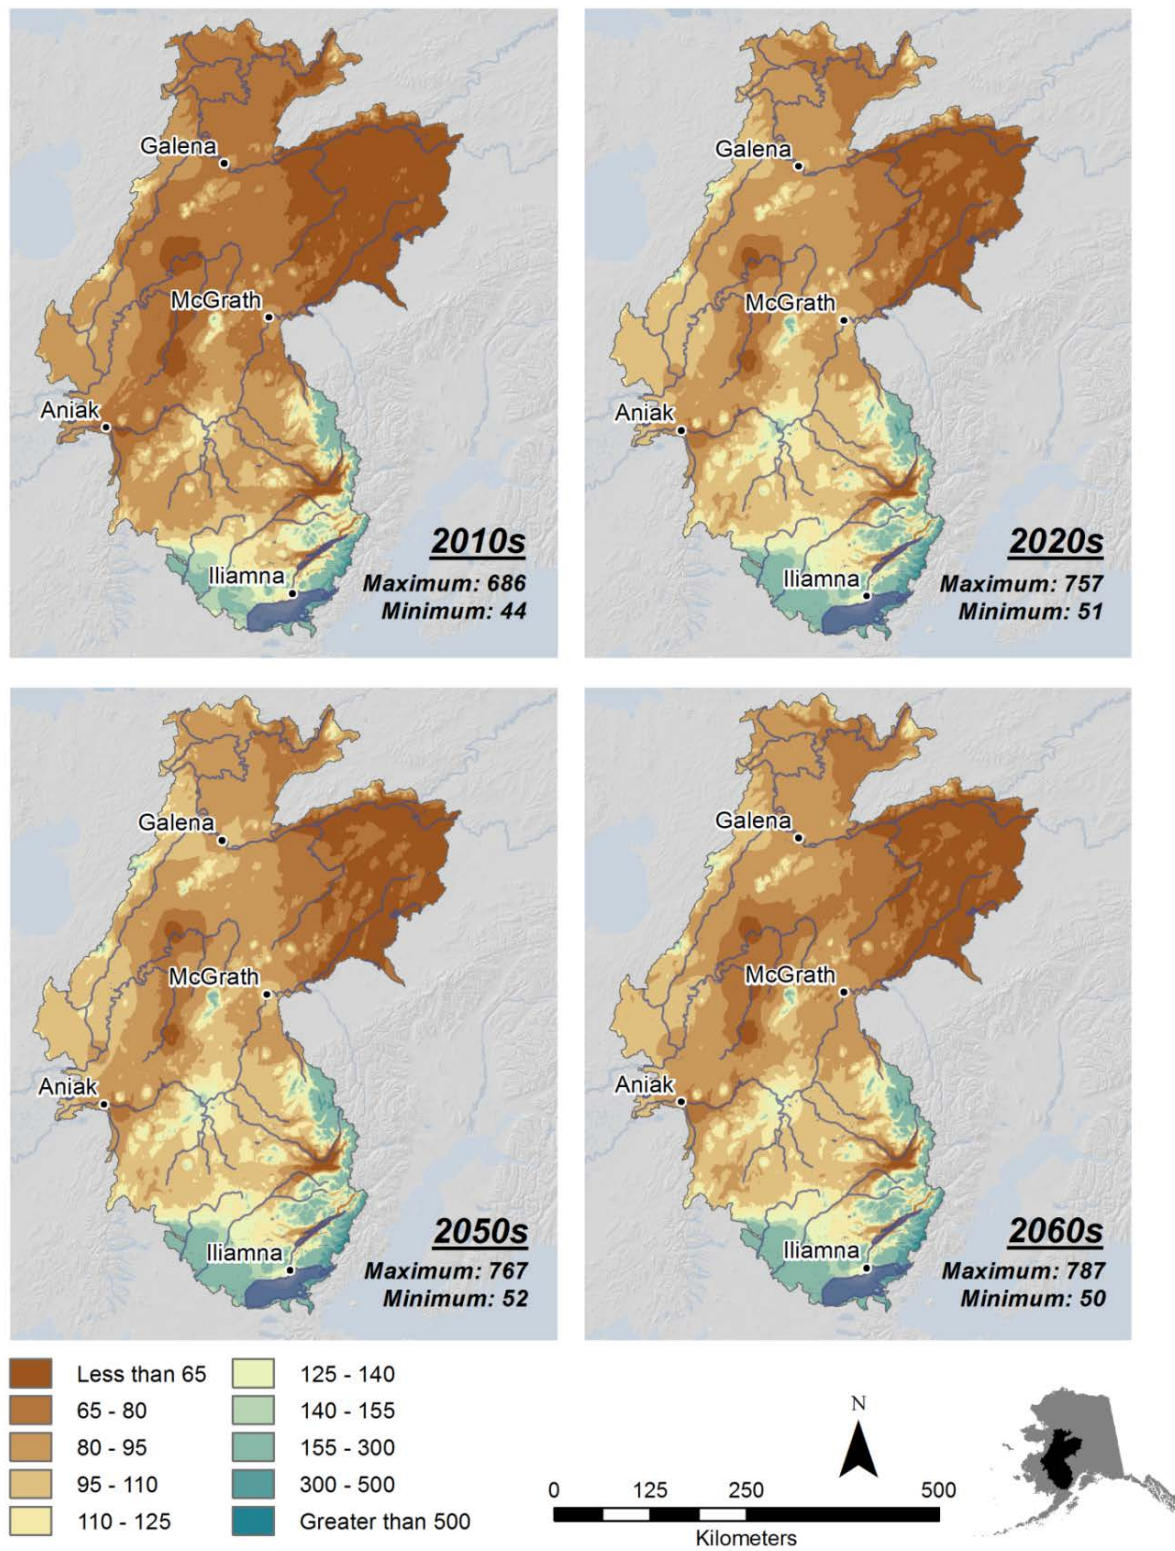 Galena
McGrath
Aniak
Iliamna
2010s
Maximum: 686
Minimum: 44
Galena
McGrath
Aniak
Iliamna
2020s
Maximum: 757
Minimum: 51
Galena
McGrath
Aniak
Iliamna
2050s
Maximum: 767
Minimum: 52
Galena
McGrath
Aniak
Iliamna
2060s
Maximum: 787
Minimum: 50
Less than 65
65 - 80
80 - 95
95 - 110
110 - 125
125 - 140
140 - 155
155 - 300
300 - 500
Greater than 500
N
0 125 250 500
Kilometers